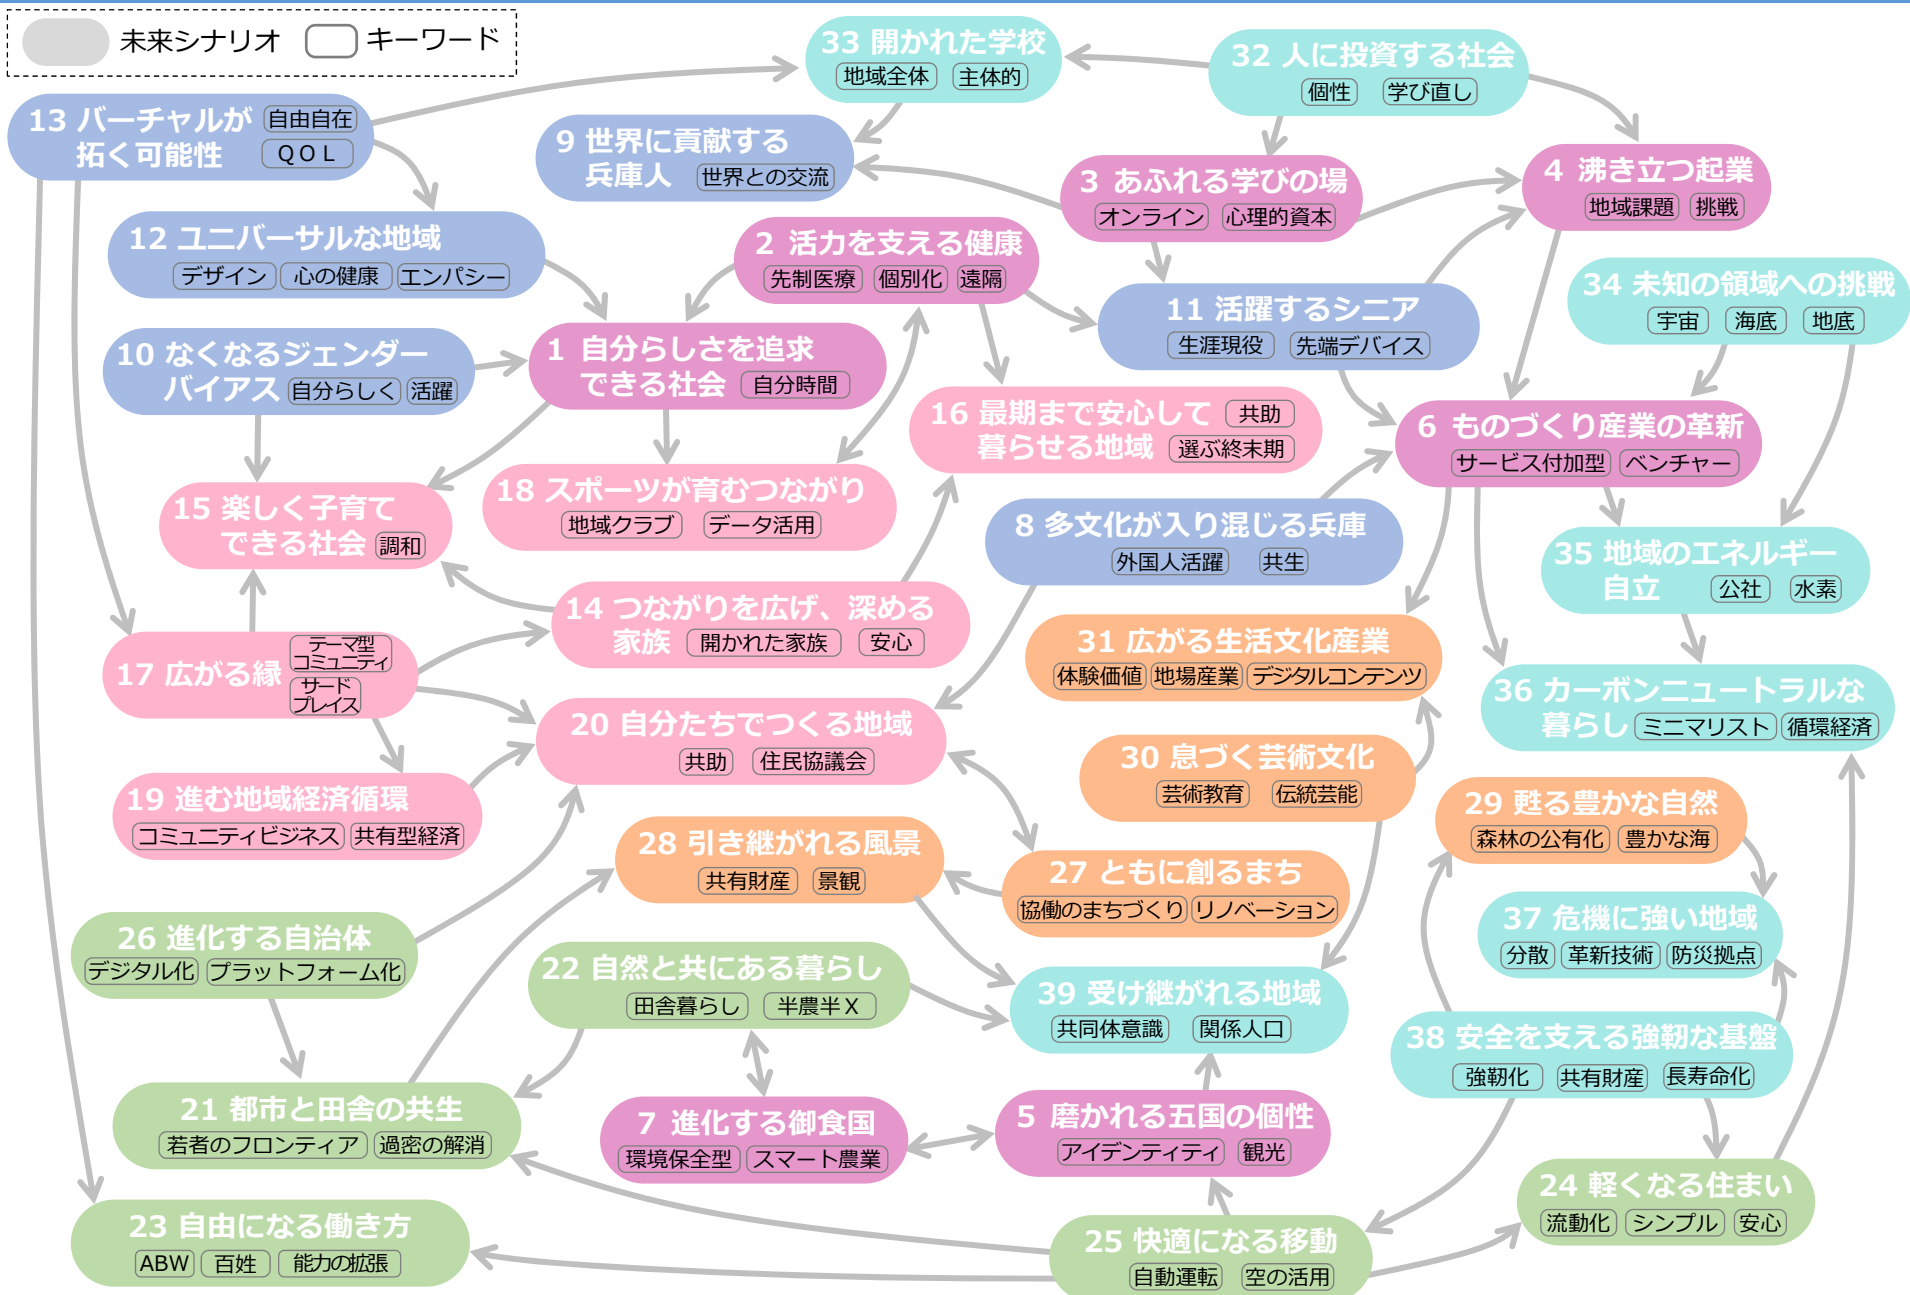 未来シナリオ キーワード
33 開かれた学校
地域全体 主体的
32 人に投資する社会
個性 学び直し
13 バーチャルが
拓く可能性
自由自在
QOL
9 世界に貢献する
兵庫人 世界との交流
3 あふれる学びの場
オンライン 心理的資本
4 沸き立つ起業
地域課題 挑戦
12 ユニバーサルな地域
デザイン 心の健康 エンパシー
2 活力を支える健康
先制医療 個別化 遠隔
11 活躍するシニア
生涯現役 先端デバイス
34 未知の領域への挑戦
宇宙 海底 地底
10 なくなるジェンダー
バイアス 自分らしく 活躍
1 自分らしさを追求
できる社会 自分時間
16 最期まで安心して
暮らせる地域
共助
選ぶ終末期
6 ものづくり産業の革新
サービス付加型 ベンチャー
15 楽しく子育て
できる社会 調和
18 スポーツが育むつながり
地域クラブ データ活用
8 多文化が入り混じる兵庫
外国人活躍 共生
35 地域のエネルギー
自立 公社 水素
14 つながりを広げ、深める
家族 開かれた家族 安心
17 広がる縁
テーマ型
コミュニティ
サード
プレイス
31 広がる生活文化産業
体験価値 地場産業 デジタルコンテンツ
36 カーボンニュートラルな
暮らし ミニマリスト 循環経済
20 自分たちでつくる地域
共助 住民協議会
30 息づく芸術文化
芸術教育 伝統芸能
19 進む地域経済循環
コミュニティビジネス 共有型経済
29 甦る豊かな自然
森林の公有化 豊かな海
28 引き継がれる風景
共有財産 景観
27 ともに創るまち
協働のまちづくり リノベーション
37 危機に強い地域
分散 革新技術 防災拠点
26 進化する自治体
デジタル化 プラットフォーム化
22 自然と共にある暮らし
田舎暮らし 半農半X
39 受け継がれる地域
共同体意識 関係人口
38 安全を支える強靭な基盤
強靭化 共有財産 長寿命化
21 都市と田舎の共生
若者のフロンティア 過密の解消
7 進化する御食国
環境保全型 スマート農業
5 磨かれる五国の個性
アイデンティティ 観光
24 軽くなる住まい
流動化 シンプル 安心
23 自由になる働き方
ABW 百姓 能力の拡張
25 快適になる移動
自動運転 空の活用